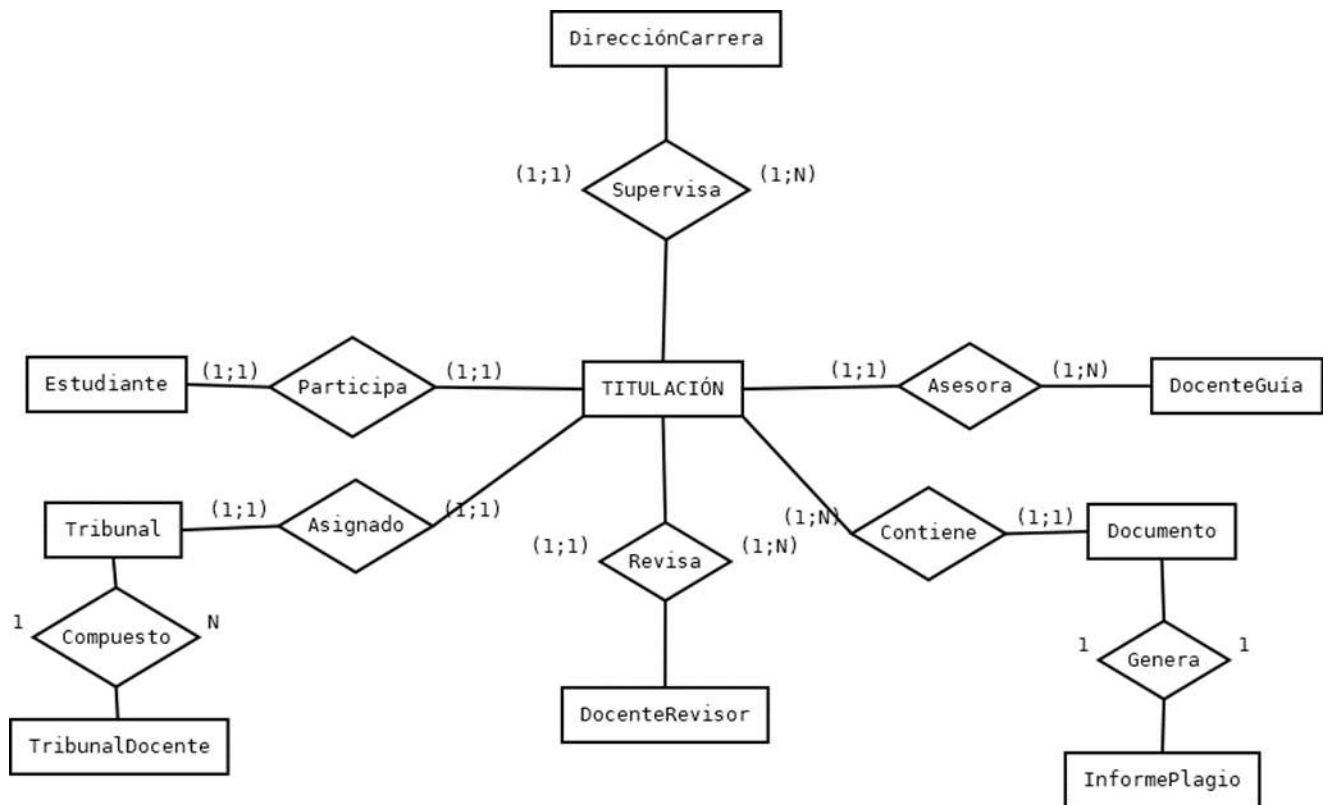 DirecciónCarrera
(1;1)
Supervisa
(1;N)
Estudiante
(1;1)
Participa
(1;1)
TITULACIÓN
(1;1)
Asesora
(1;N)
DocenteGuía
Tribunal
(1;1)
Asignado
(1;1)
(1;1)
Revisa
(1;N)
(1;N)
Contiene
(1;1)
Documento
1
Compuesto
N
1
Genera
1
TribunalDocente
DocenteRevisor
InformePlagio